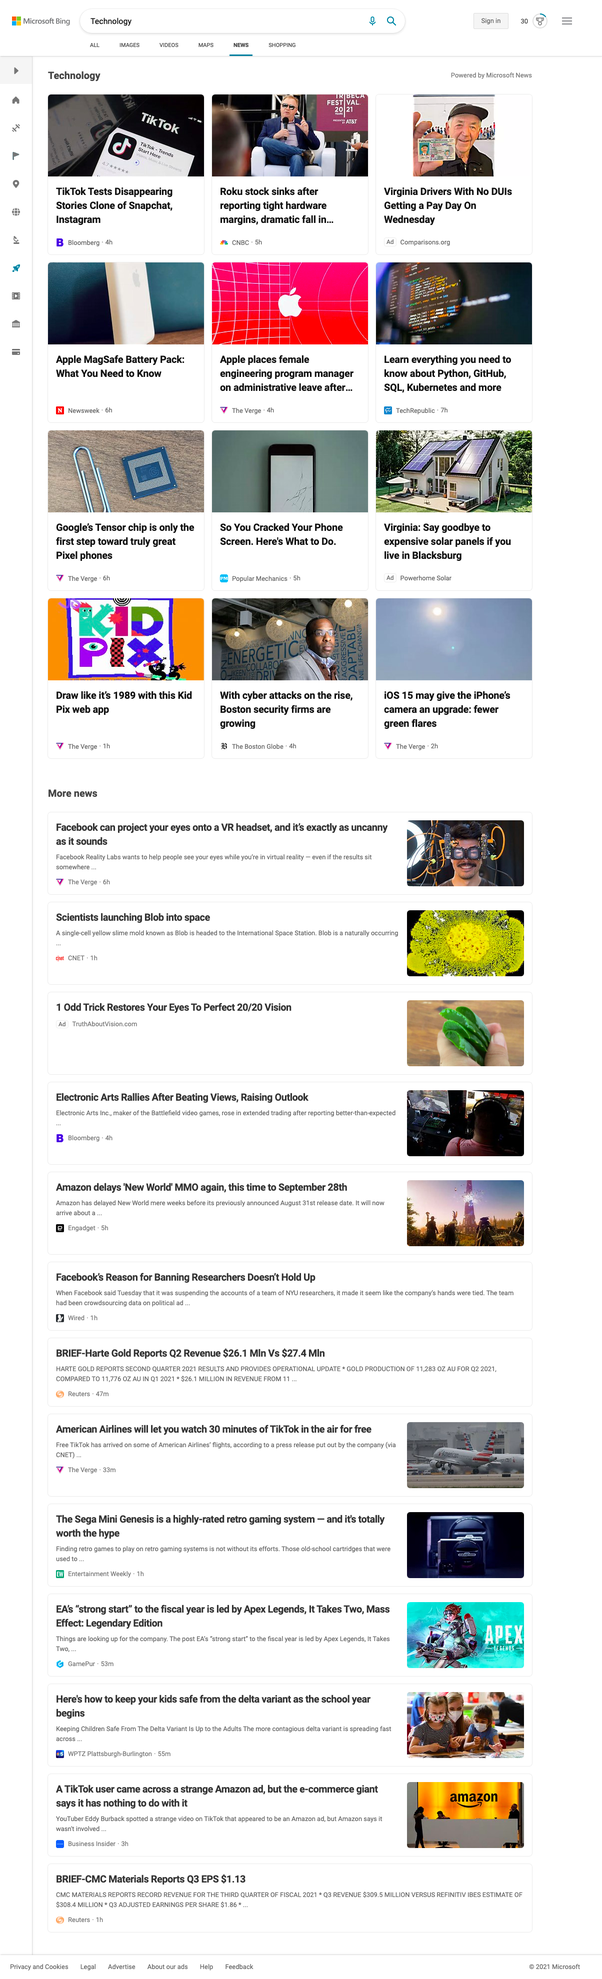 Microsoft Bing
Technology
Sign in
30
ALL
IMAGES
VIDEOS
MAPS
NEWS
SHOPPING
Technology
Powered by Microsoft News
TikTok
TikTok - Trends
Start Here
TikTok Tests Disappearing
Stories Clone of Snapchat,
Instagram
Bloomberg · 4h
TRIBECA
FESTIVAL
20 21
AT&T
Roku stock sinks after
reporting tight hardware
margins, dramatic fall in...
CNBC · 5h
Virginia Drivers With No DUIs
Getting a Pay Day On
Wednesday
Ad Comparisons.org
Apple MagSafe Battery Pack:
What You Need to Know
Newsweek · 6h
Apple places female
engineering program manager
on administrative leave after...
The Verge · 4h
Learn everything you need to
know about Python, GitHub,
SQL, Kubernetes and more
TechRepublic · 7h
Google's Tensor chip is only the
first step toward truly great
Pixel phones
The Verge · 6h
So You Cracked Your Phone
Screen. Here's What to Do.
Popular Mechanics · 5h
Virginia: Say goodbye to
expensive solar panels if you
live in Blacksburg
Ad Powerhome Solar
KID
PIX
Draw like it's 1989 with this Kid
Pix web app
The Verge · 1h
ENERGETIC
With cyber attacks on the rise,
Boston security firms are
growing
The Boston Globe · 4h
iOS 15 may give the iPhone's
camera an upgrade: fewer
green flares
The Verge · 2h
More news
Facebook can project your eyes onto a VR headset, and it's exactly as uncanny
as it sounds
Facebook Reality Labs wants to help people see your eyes while you're in virtual reality — even if the results sit
somewhere ...
The Verge · 6h
Scientists launching Blob into space
A single-cell yellow slime mold known as Blob is headed to the International Space Station. Blob is a naturally occurring
...
CNET · 1h
1 Odd Trick Restores Your Eyes To Perfect 20/20 Vision
Ad TruthAboutVision.com
Electronic Arts Rallies After Beating Views, Raising Outlook
Electronic Arts Inc., maker of the Battlefield video games, rose in extended trading after reporting better-than-expected
...
Bloomberg · 4h
Amazon delays 'New World' MMO again, this time to September 28th
Amazon has delayed New World mere weeks before its previously announced August 31st release date. It will now
arrive about a ...
Engadget · 5h
Facebook's Reason for Banning Researchers Doesn't Hold Up
When Facebook said Tuesday that it was suspending the accounts of a team of NYU researchers, it made it seem like the company's hands were tied. The team
had been crowdsourcing data on political ad ...
Wired · 1h
BRIEF-Harte Gold Reports Q2 Revenue $26.1 Mln Vs $27.4 Mln
HARTE GOLD REPORTS SECOND QUARTER 2021 RESULTS AND PROVIDES OPERATIONAL UPDATE * GOLD PRODUCTION OF 11,283 OZ AU FOR Q2 2021,
COMPARED TO 11,776 OZ AU IN Q1 2021 * $26.1 MILLION IN REVENUE FROM 11 ...
Reuters · 47m
American Airlines will let you watch 30 minutes of TikTok in the air for free
Free TikTok has arrived on some of American Airlines' flights, according to a press release put out by the company (via
CNET) ...
The Verge · 33m
The Sega Mini Genesis is a highly-rated retro gaming system — and it's totally
worth the hype
Finding retro games to play on retro gaming systems is not without its efforts. Those old-school cartridges that were
used to ...
Entertainment Weekly · 1h
EA's "strong start" to the fiscal year is led by Apex Legends, It Takes Two, Mass
Effect: Legendary Edition
Things are looking up for the company. The post EA's "strong start" to the fiscal year is led by Apex Legends, It Takes
Two, ...
GamePur · 53m
APEX
LEGENDS
Here's how to keep your kids safe from the delta variant as the school year
begins
Keeping Children Safe From The Delta Variant Is Up to the Adults The more contagious delta variant is spreading fast
across ...
WPTZ Plattsburgh-Burlington · 55m
A TikTok user came across a strange Amazon ad, but the e-commerce giant
says it has nothing to do with it
YouTuber Eddy Burback spotted a strange video on TikTok that appeared to be an Amazon ad, but Amazon says it
wasn't involved ...
Business Insider · 3h
amazon
BRIEF-CMC Materials Reports Q3 EPS $1.13
CMC MATERIALS REPORTS RECORD REVENUE FOR THE THIRD QUARTER OF FISCAL 2021 * Q3 REVENUE $309.5 MILLION VERSUS REFINITIV IBES ESTIMATE OF
$308.4 MILLION * Q3 ADJUSTED EARNINGS PER SHARE $1.86 * ...
Reuters · 1h
Privacy and Cookies
Legal
Advertise
About our ads
Help
Feedback
© 2021 Microsoft